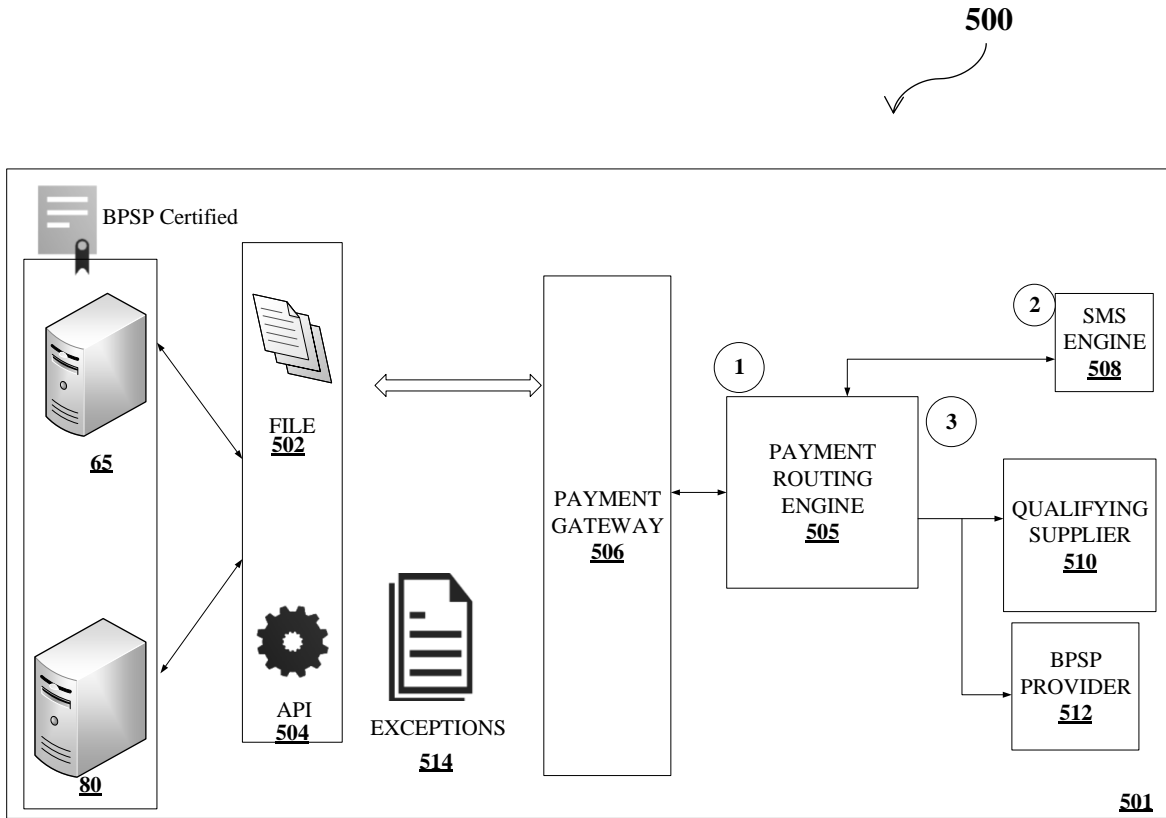 500
BPSP Certified
65
80
FILE
502
API
504
EXCEPTIONS
514
PAYMENT
GATEWAY
506
1
PAYMENT
ROUTING
ENGINE
505
2
SMS
ENGINE
508
3
QUALIFYING
SUPPLIER
510
BPSP
PROVIDER
512
501